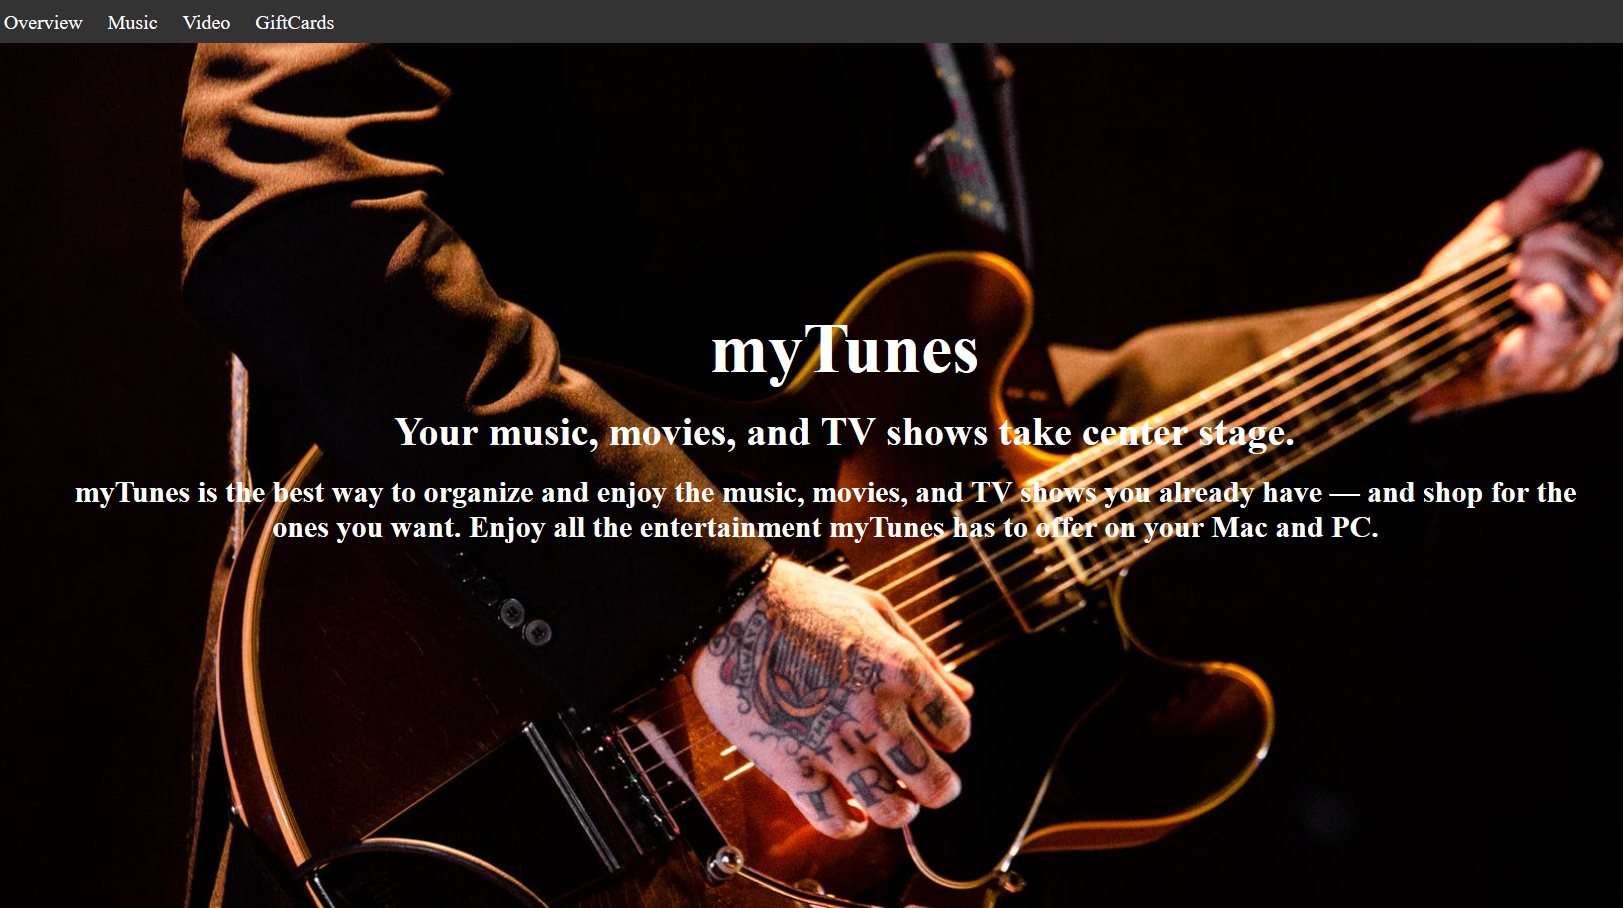 Overview Music Video GiftCards
myTunes
Your music, movies, and TV shows take center stage.
myTunes is the best way to organize and enjoy the music, movies, and TV shows you already have — and shop for the
ones you want. Enjoy all the entertainment myTunes has to offer on your Mac and PC.
STIL
TRU